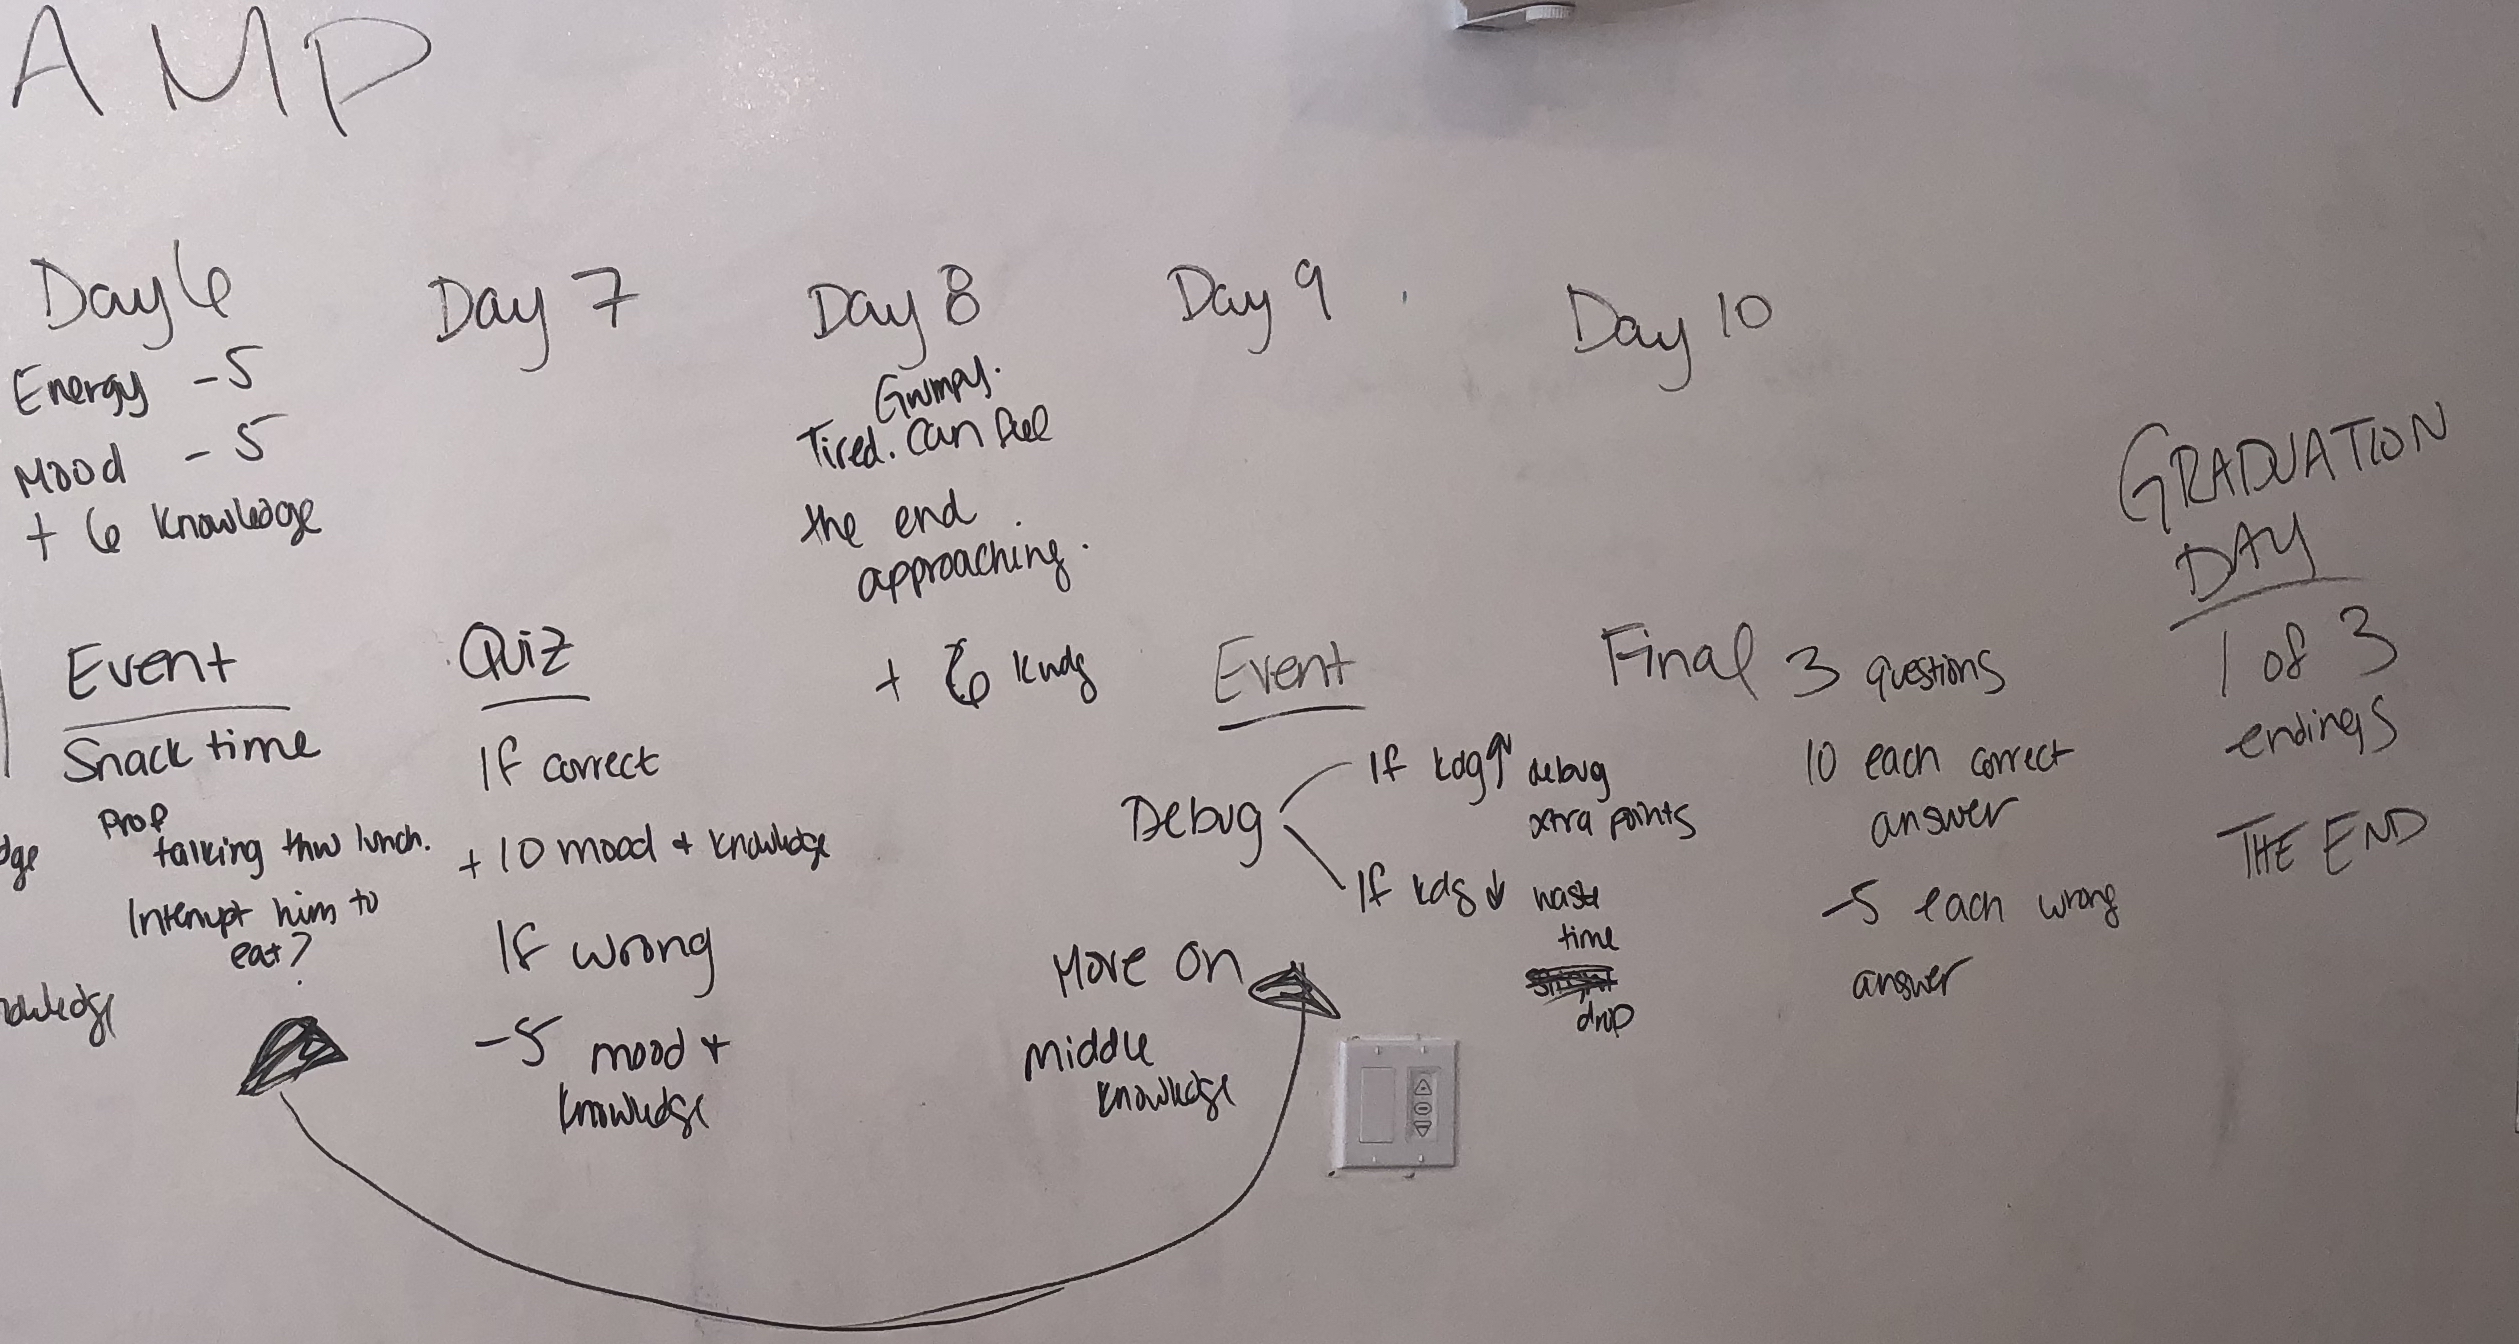 AMP
Day 6
Energy -5
Mood -5
+ 6 knowledge
Event
Snack time
Prof
talking thru lunch.
Interrupt him to
eat?
dge
owledge
Day 7
Quiz
If correct
+ 10 mood + knowledge
If wrong
-5 mood +
knowledge
Day 8
Grumpy.
Tired. Can feel
the end
approaching.
+ 6 kndg
Day 9
Event
Debug
If kdg↑ debug
xtra points
If kdg ↓ waste
time
drop
Move on
Middle
knowledge
Day 10
Final 3 questions
10 each correct
answer
-5 each wrong
answer
GRADUATION
DAY
1 of 3
endings
THE END